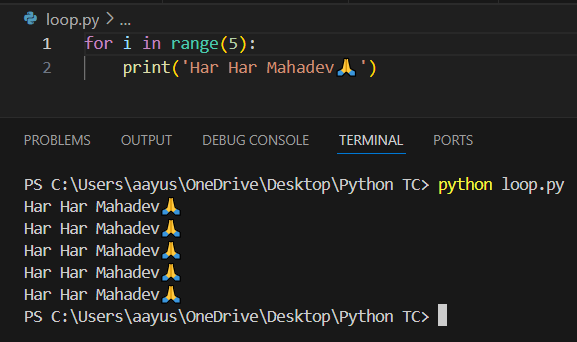 loop.py > ...
1 for i in range(5):
2     print('Har Har Mahadev🙏')
PROBLEMS OUTPUT DEBUG CONSOLE TERMINAL PORTS
PS C:\Users\aayus\OneDrive\Desktop\Python TC> python loop.py
Har Har Mahadev🙏
Har Har Mahadev🙏
Har Har Mahadev🙏
Har Har Mahadev🙏
Har Har Mahadev🙏
PS C:\Users\aayus\OneDrive\Desktop\Python TC>